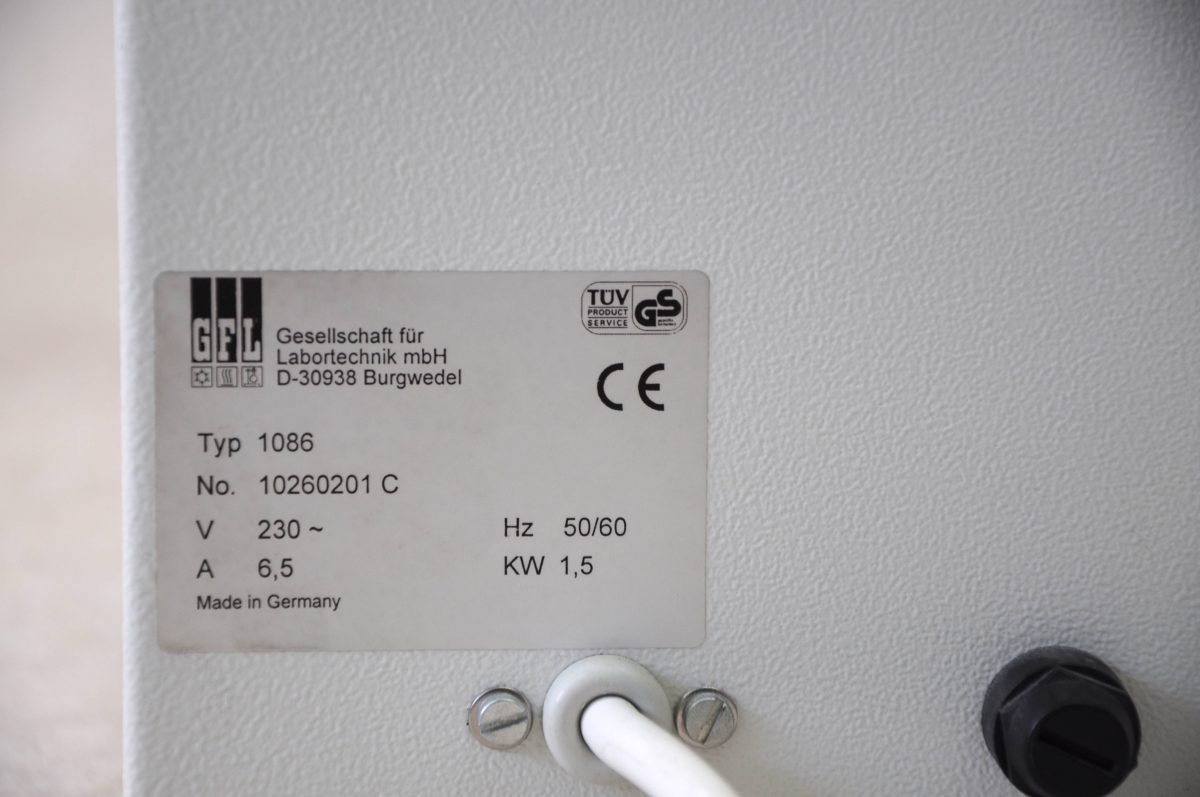 GFL
Gesellschaft für
Labortechnik mbH
D-30938 Burgwedel
TÜV
PRODUCT
SERVICE
GS
CE
Typ 1086
No. 10260201 C
V 230 ~
Hz 50/60
A 6,5
KW 1,5
Made in Germany